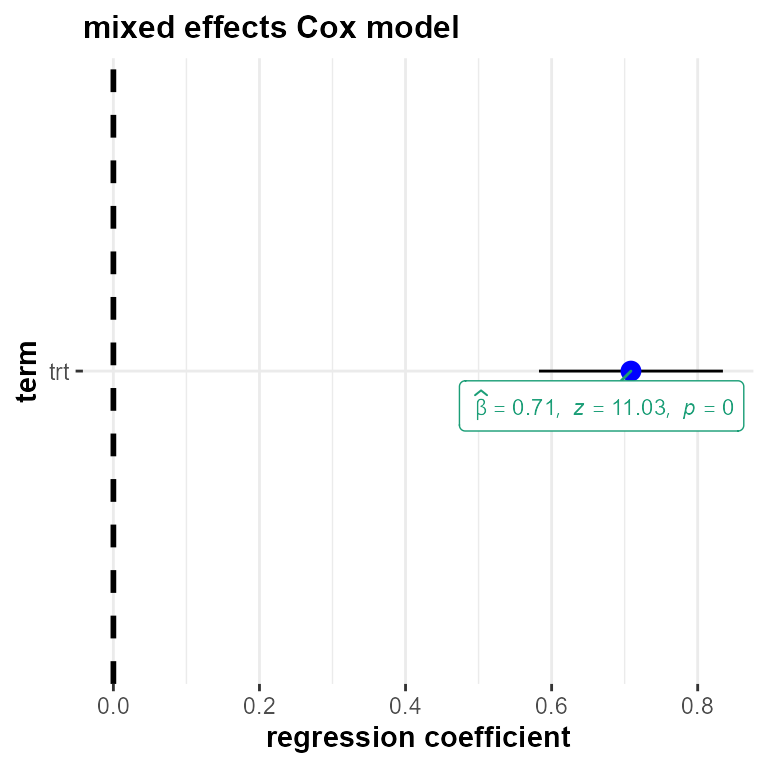 mixed effects Cox model
term
trt
β̂ = 0.71, z = 11.03, p = 0
0.0 0.2 0.4 0.6 0.8
regression coefficient